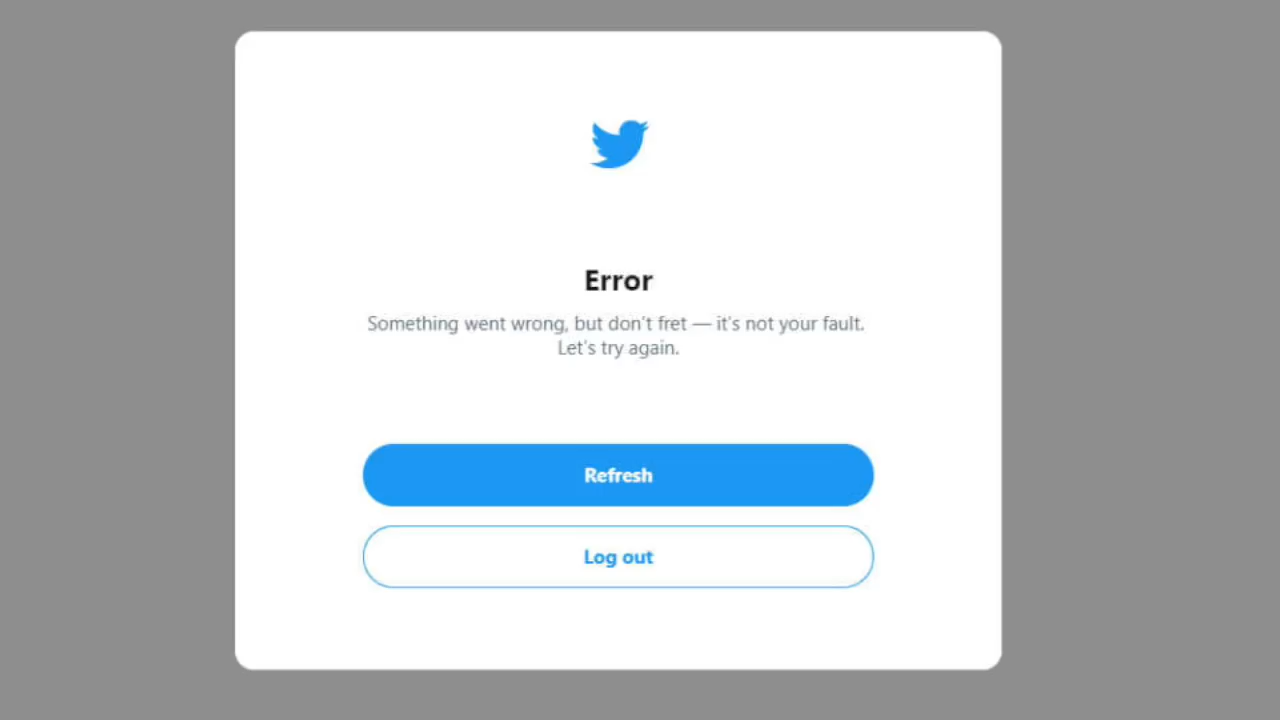 Error
Something went wrong, but don't fret — it's not your fault.
Let's try again.
Refresh
Log out